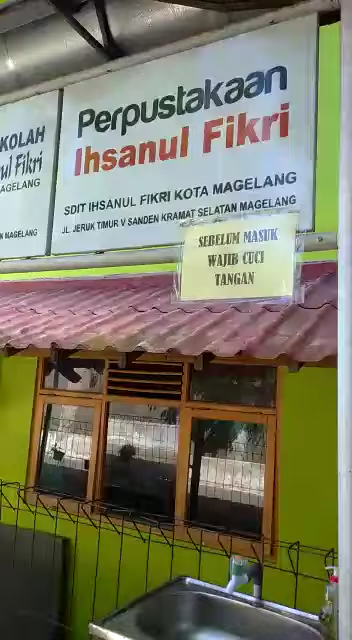 KOLAH
ul Fikri
AGELANG
N MAGELANG
Perpustakaan
Ihsanul Fikri
SDIT IHSANUL FIKRI KOTA MAGELANG
JL. JERUK TIMUR V SANDEN KRAMAT SELATAN MAGELANG
SEBELUM MASUK
WAJIB CUCI
TANGAN